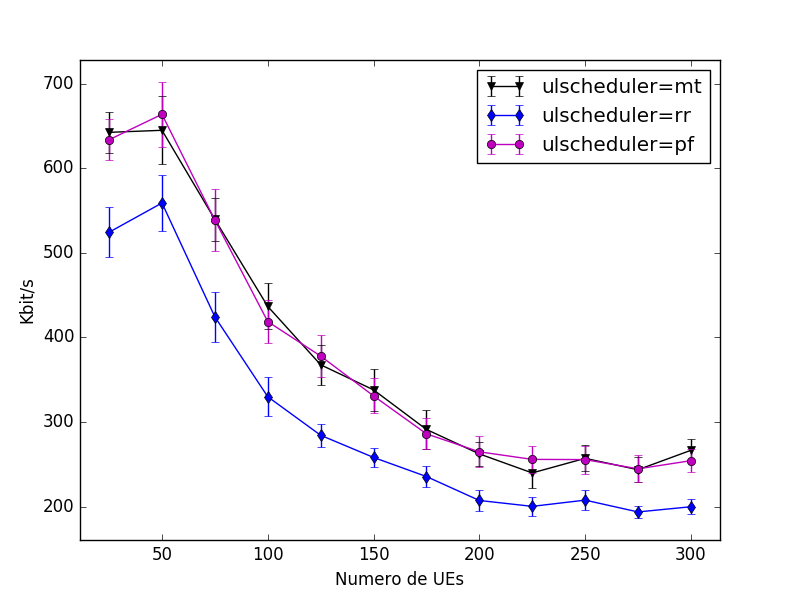 ulscheduler=mt
ulscheduler=rr
ulscheduler=pf
700
600
500
400
300
200
Kbit/s
50 100 150 200 250 300
Numero de UEs